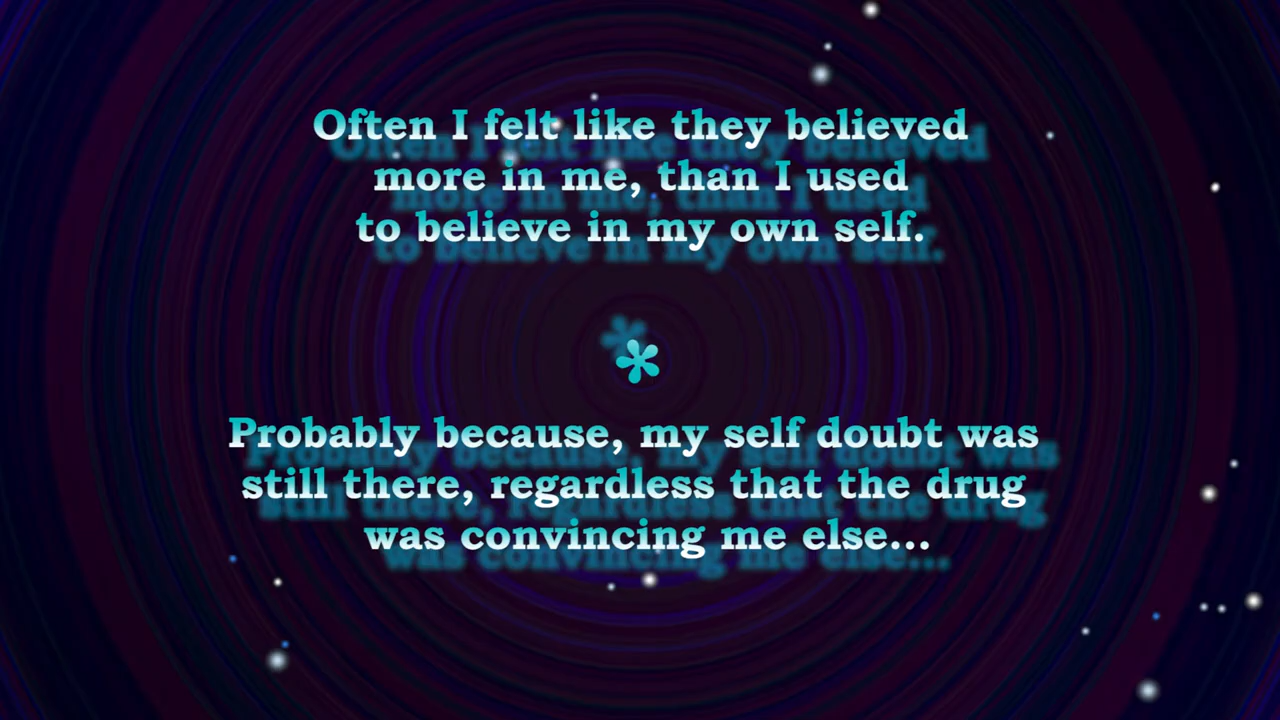 Often I felt like they believed
more in me, than I used
to believe in my own self.
*
Probably because, my self doubt was
still there, regardless that the drug
was convincing me else...